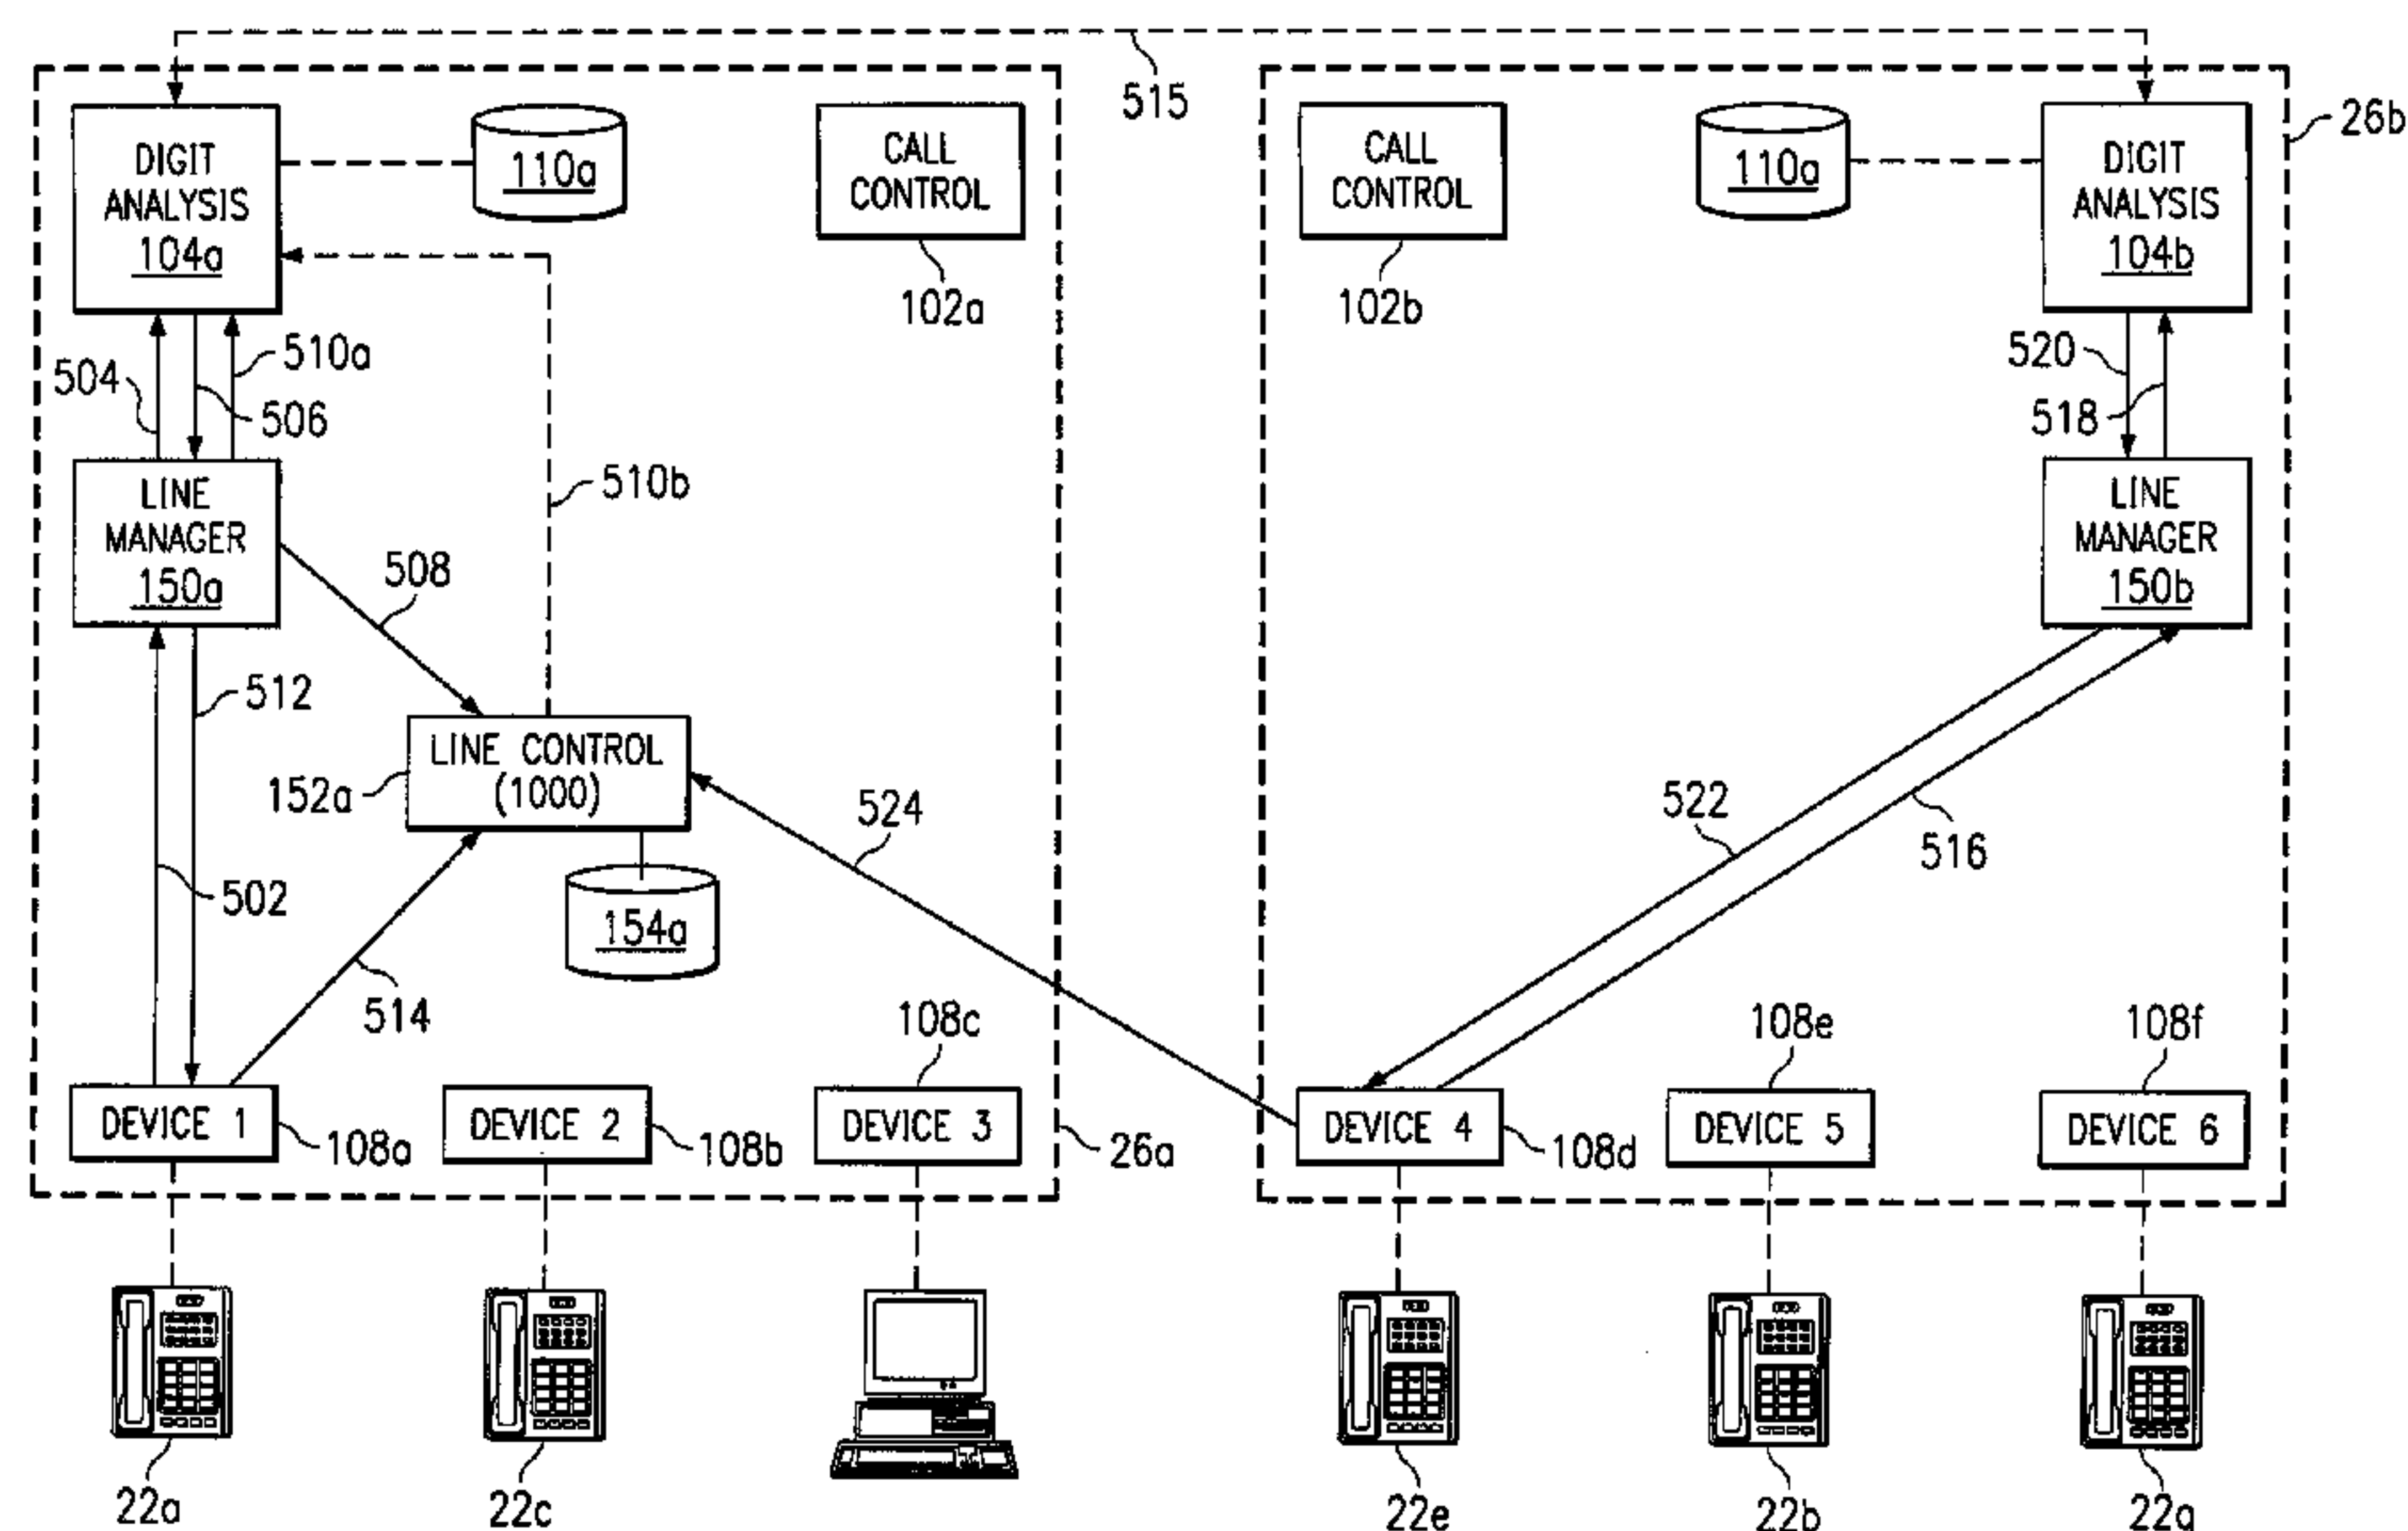 515
26b
DIGIT
ANALYSIS
104a
110a
CALL
CONTROL
102a
CALL
CONTROL
102b
110a
DIGIT
ANALYSIS
104b
504
506
510a
520
518
LINE
MANAGER
150a
510b
508
LINE
MANAGER
150b
512
LINE CONTROL
(1000)
152a
524
522
516
502
154a
514
108c
108e
108f
DEVICE 1
108a
DEVICE 2
108b
DEVICE 3
26a
DEVICE 4
108d
DEVICE 5
DEVICE 6
22a
22c
22e
22b
22g